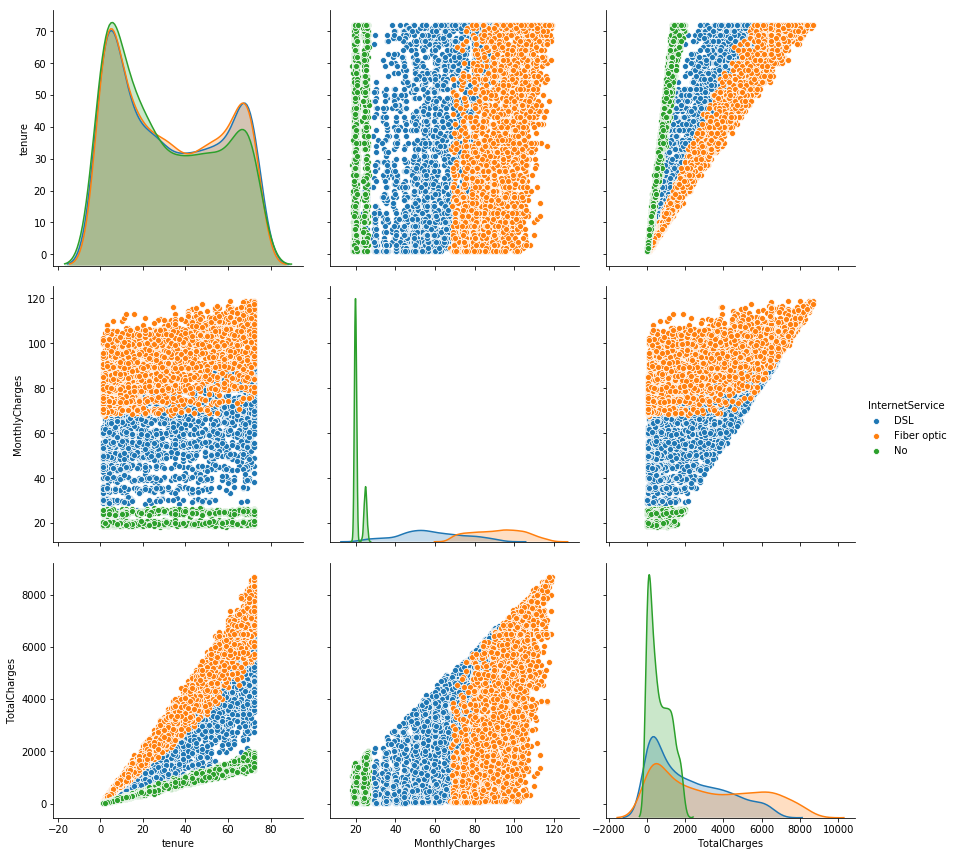 70
60
50
40
30
20
10
0
tenure
120
100
80
60
40
20
MonthlyCharges
InternetService
DSL
Fiber optic
No
8000
6000
4000
2000
0
TotalCharges
−20 0 20 40 60 80
tenure
20 40 60 80 100 120
MonthlyCharges
−2000 0 2000 4000 6000 8000 10000
TotalCharges